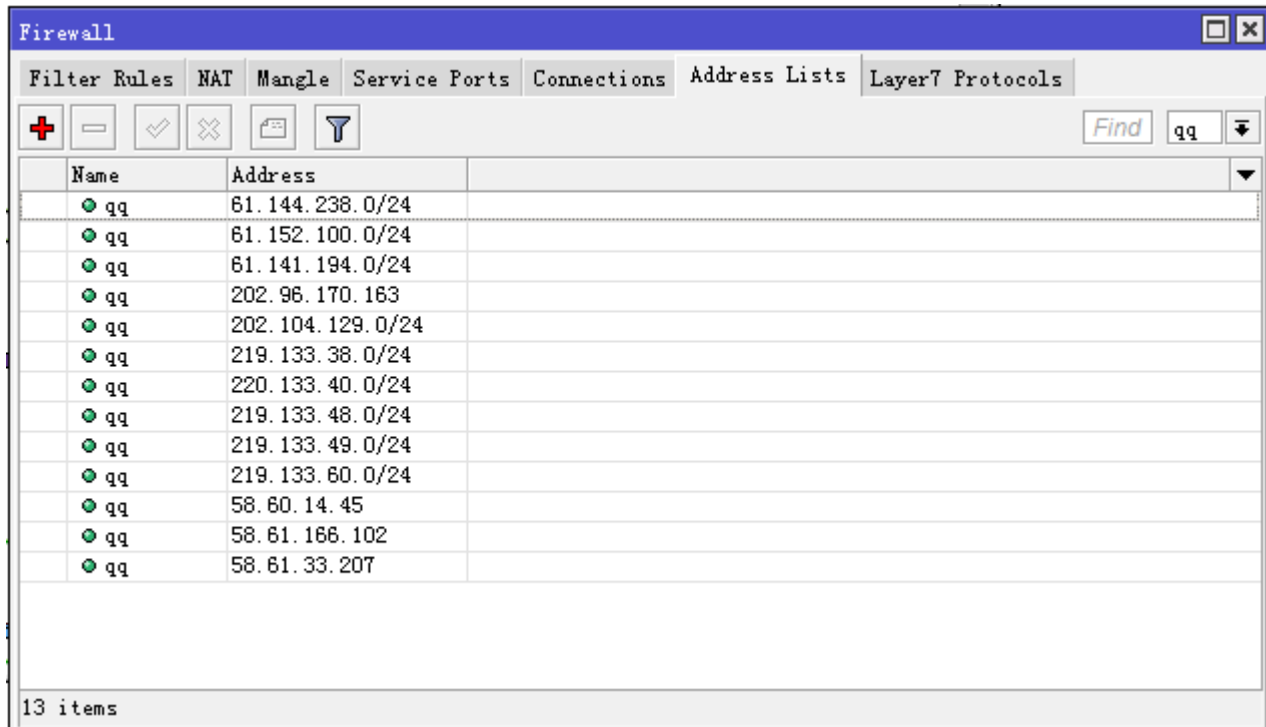 Firewall
Filter Rules NAT Mangle Service Ports Connections Address Lists Layer7 Protocols
Find qq
Name Address
qq 61.144.238.0/24
qq 61.152.100.0/24
qq 61.141.194.0/24
qq 202.96.170.163
qq 202.104.129.0/24
qq 219.133.38.0/24
qq 220.133.40.0/24
qq 219.133.48.0/24
qq 219.133.49.0/24
qq 219.133.60.0/24
qq 58.60.14.45
qq 58.61.166.102
qq 58.61.33.207
13 items